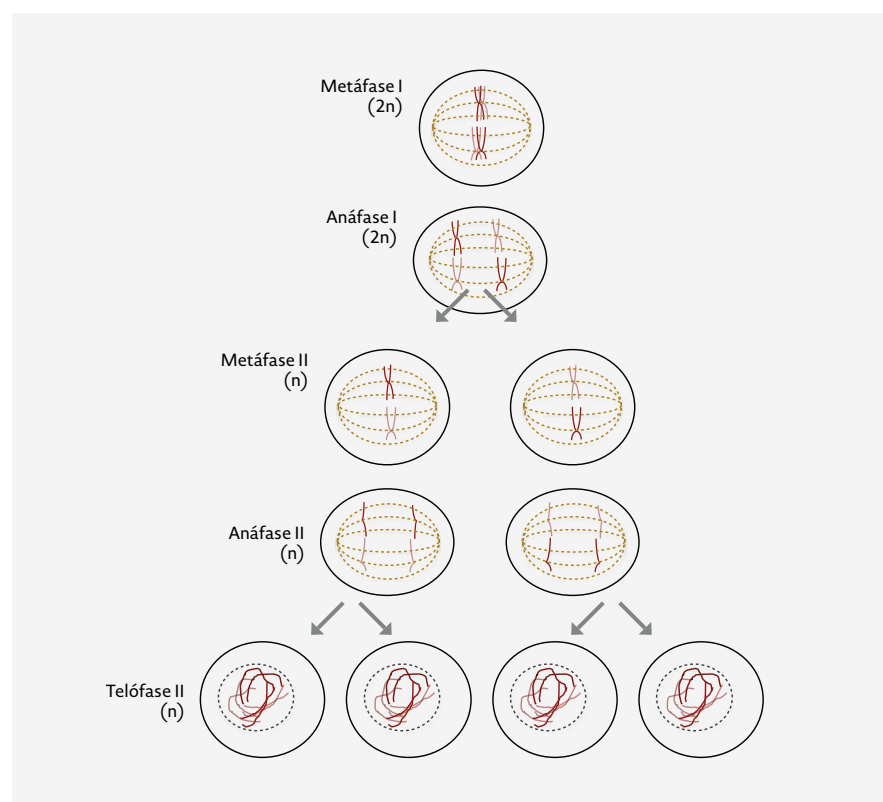 Metáfase I
(2n)
Anáfase I
(2n)
Metáfase II
(n)
Anáfase II
(n)
Telófase II
(n)